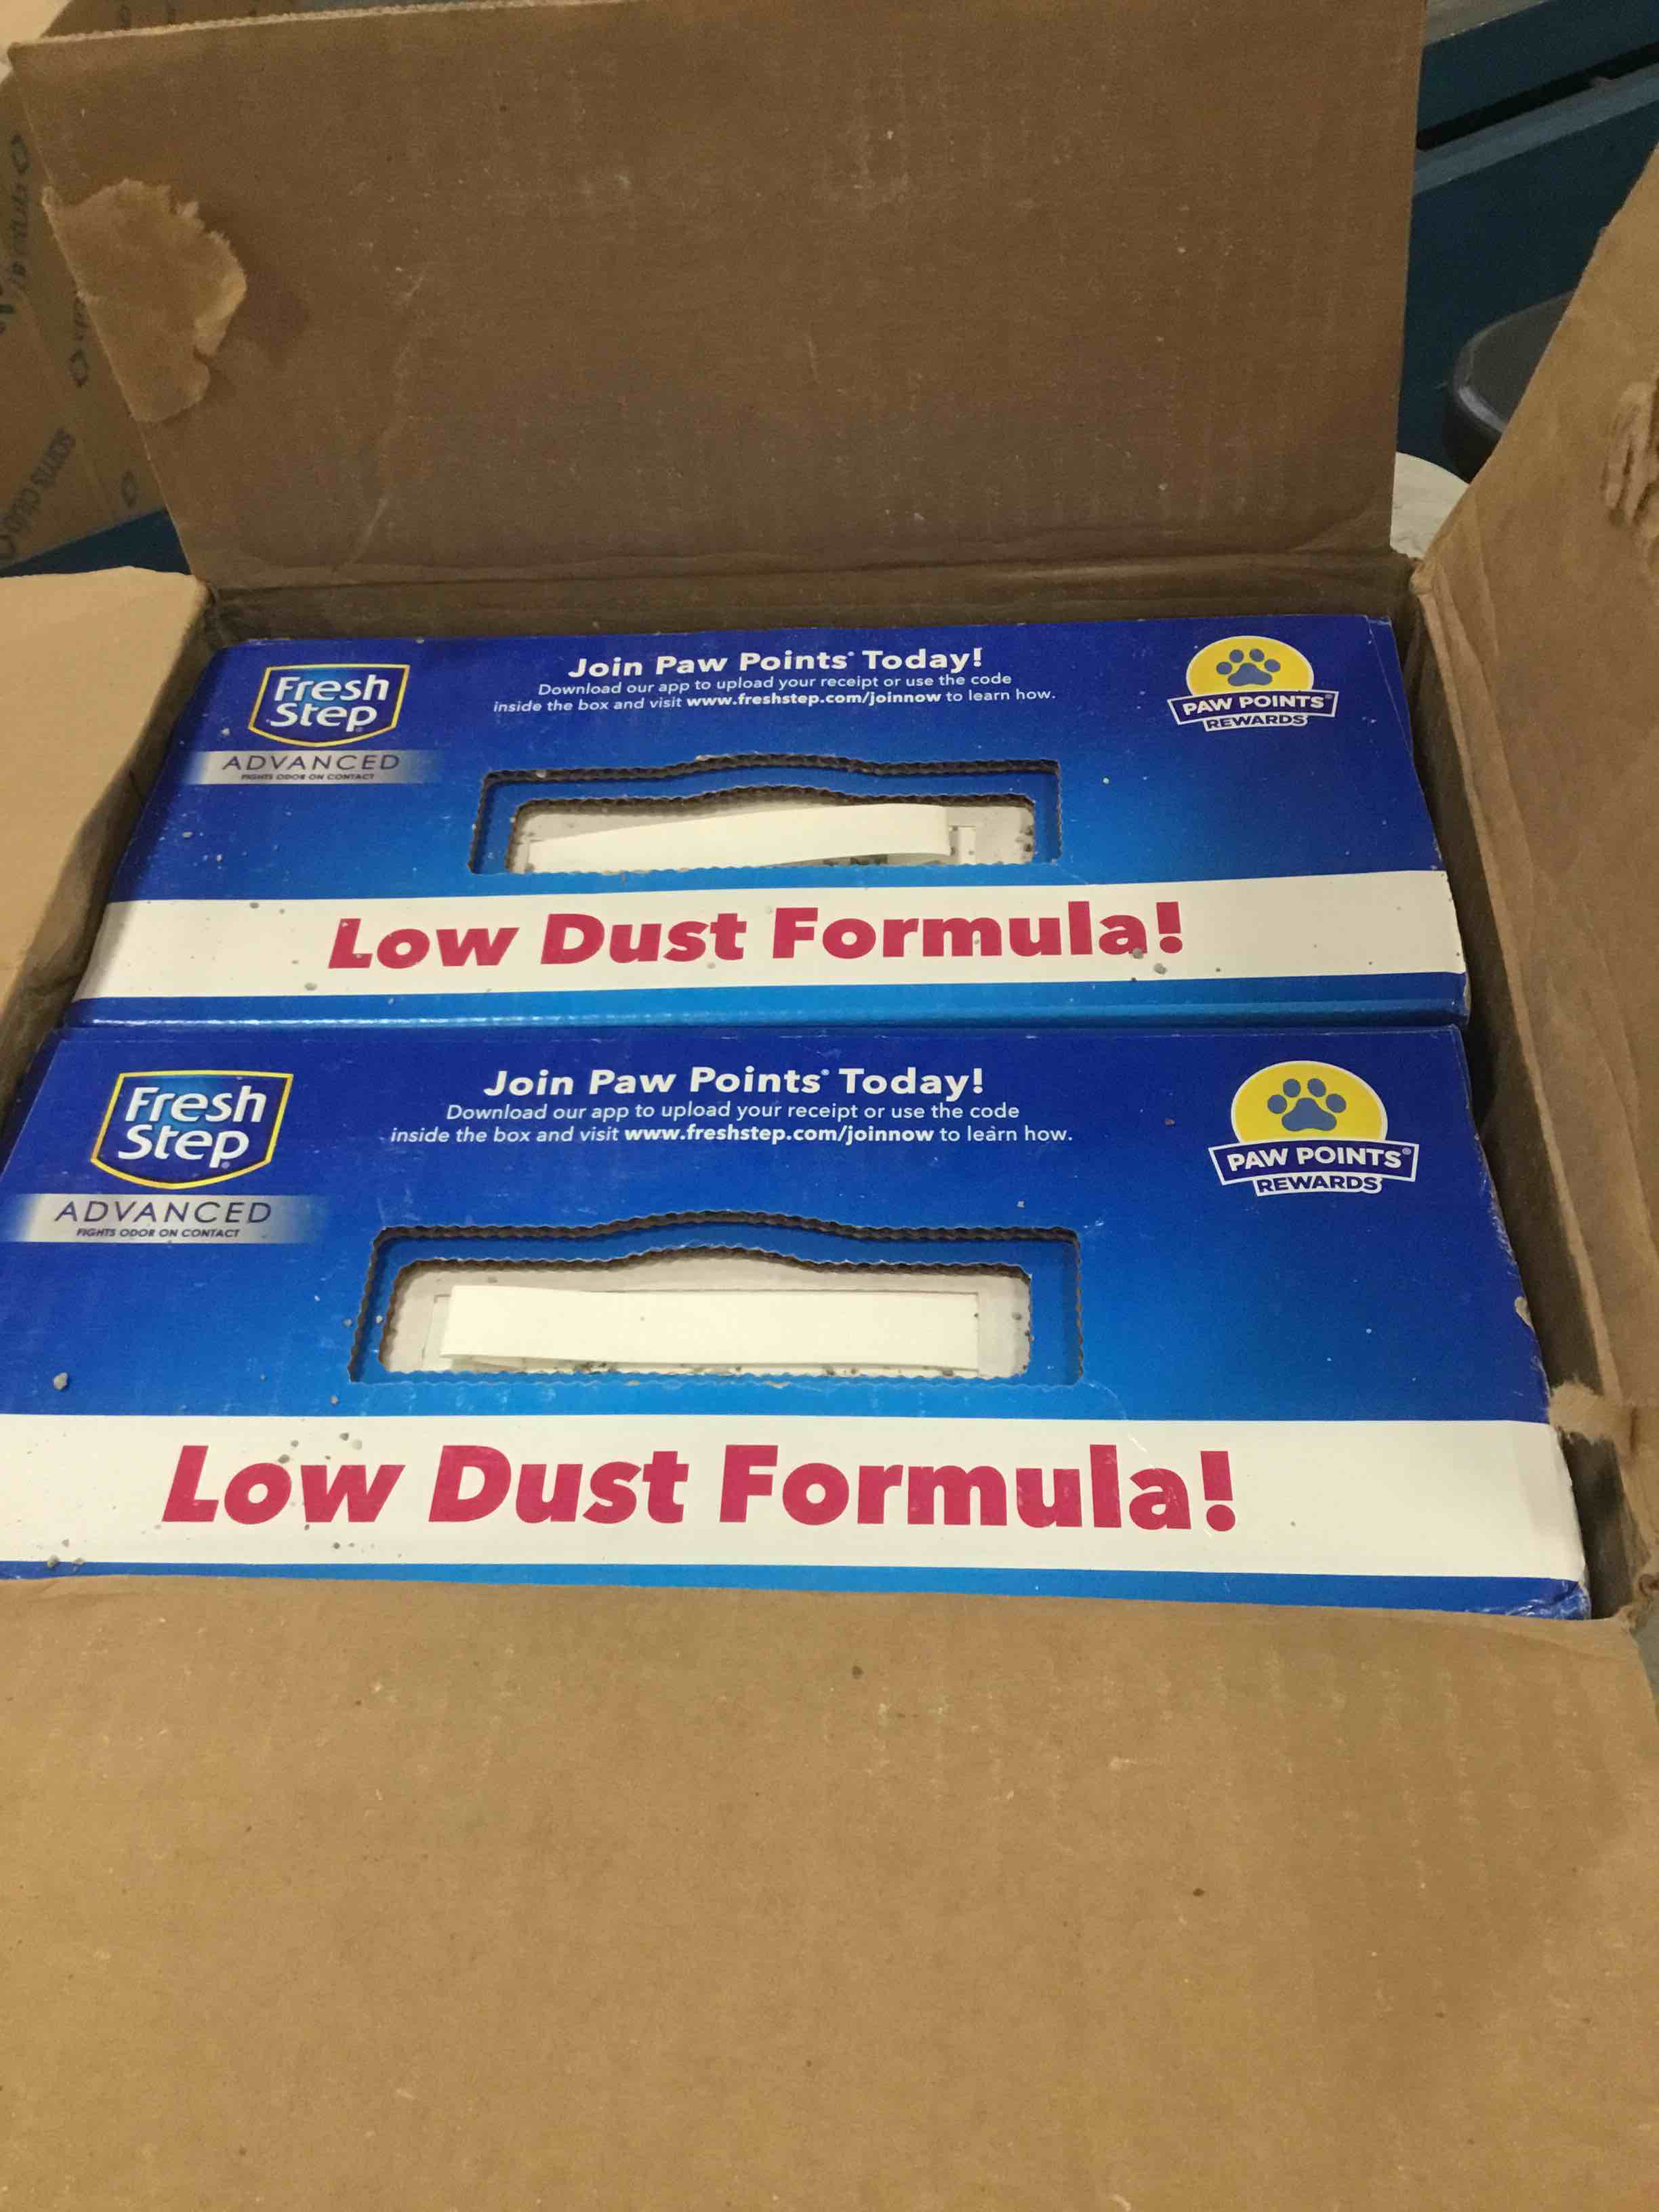 sam's club
Fresh
Step
ADVANCED
FIGHTS ODOR ON CONTACT
Join Paw Points® Today!
Download our app to upload your receipt or use the code
inside the box and visit www.freshstep.com/joinnow to learn how.
PAW POINTS®
REWARDS
Low Dust Formula!
Fresh
Step
ADVANCED
FIGHTS ODOR ON CONTACT
Join Paw Points® Today!
Download our app to upload your receipt or use the code
inside the box and visit www.freshstep.com/joinnow to learn how.
PAW POINTS®
REWARDS
Low Dust Formula!